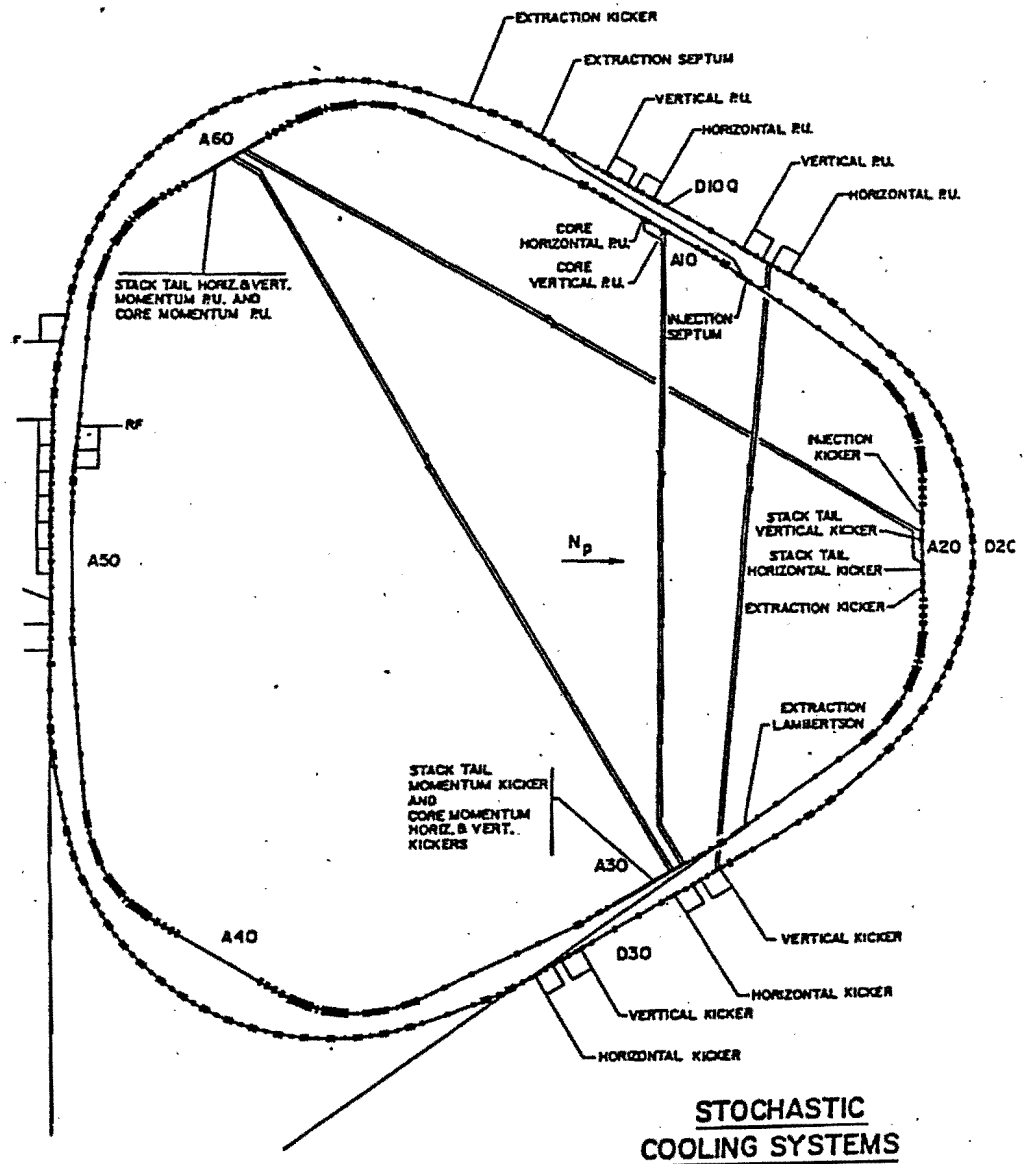 EXTRACTION KICKER
EXTRACTION SEPTUM
VERTICAL P.U.
HORIZONTAL P.U.
VERTICAL P.U.
HORIZONTAL P.U.
A60
D10
CORE
HORIZONTAL P.U.
CORE
VERTICAL P.U.
A10
INJECTION
SEPTUM
STACK TAIL HORIZ. & VERT.
MOMENTUM P.U. AND
CORE MOMENTUM P.U.
RF
INJECTION
KICKER
STACK TAIL
VERTICAL KICKER
A20
D20
STACK TAIL
HORIZONTAL KICKER
EXTRACTION KICKER
A50
Np
EXTRACTION
LAMBERTSON
STACK TAIL
MOMENTUM KICKER
AND
CORE MOMENTUM
HORIZ. & VERT.
KICKERS
A30
A40
D30
VERTICAL KICKER
HORIZONTAL KICKER
VERTICAL KICKER
HORIZONTAL KICKER
STOCHASTIC
COOLING SYSTEMS